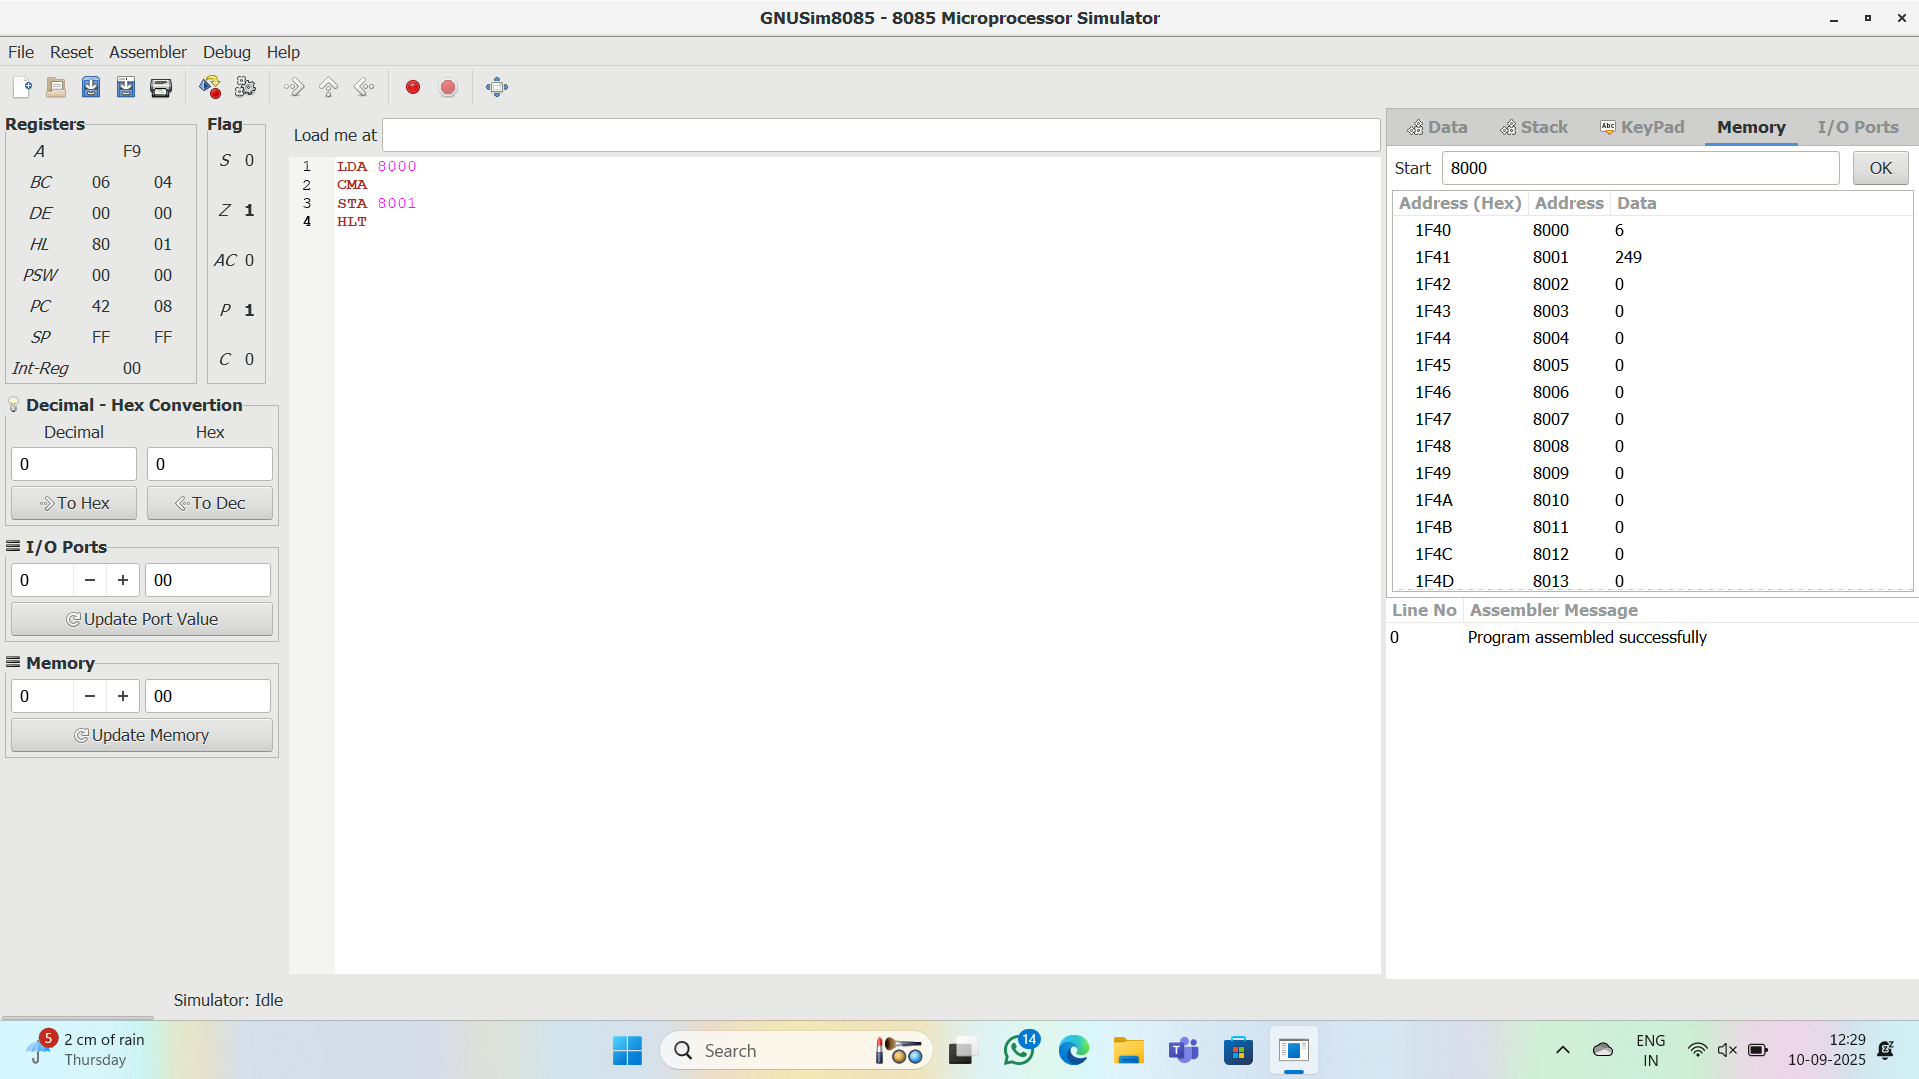 GNUSim8085 - 8085 Microprocessor Simulator
File Reset Assembler Debug Help
Registers
A F9
BC 06 04
DE 00 00
HL 80 01
PSW 00 00
PC 42 08
SP FF FF
Int-Reg 00
Flag
S 0
Z 1
AC 0
P 1
C 0
Decimal - Hex Convertion
Decimal Hex
0 0
To Hex To Dec
I/O Ports
0 − + 00
Update Port Value
Memory
0 − + 00
Update Memory
Load me at
1 LDA 8000
2 CMA
3 STA 8001
4 HLT
Data Stack Abc KeyPad Memory I/O Ports
Start 8000 OK
Address (Hex) Address Data
1F40 8000 6
1F41 8001 249
1F42 8002 0
1F43 8003 0
1F44 8004 0
1F45 8005 0
1F46 8006 0
1F47 8007 0
1F48 8008 0
1F49 8009 0
1F4A 8010 0
1F4B 8011 0
1F4C 8012 0
1F4D 8013 0
Line No Assembler Message
0 Program assembled successfully
Simulator: Idle
5 2 cm of rain
Thursday
Search
14
ENG
IN
12:29
10-09-2025